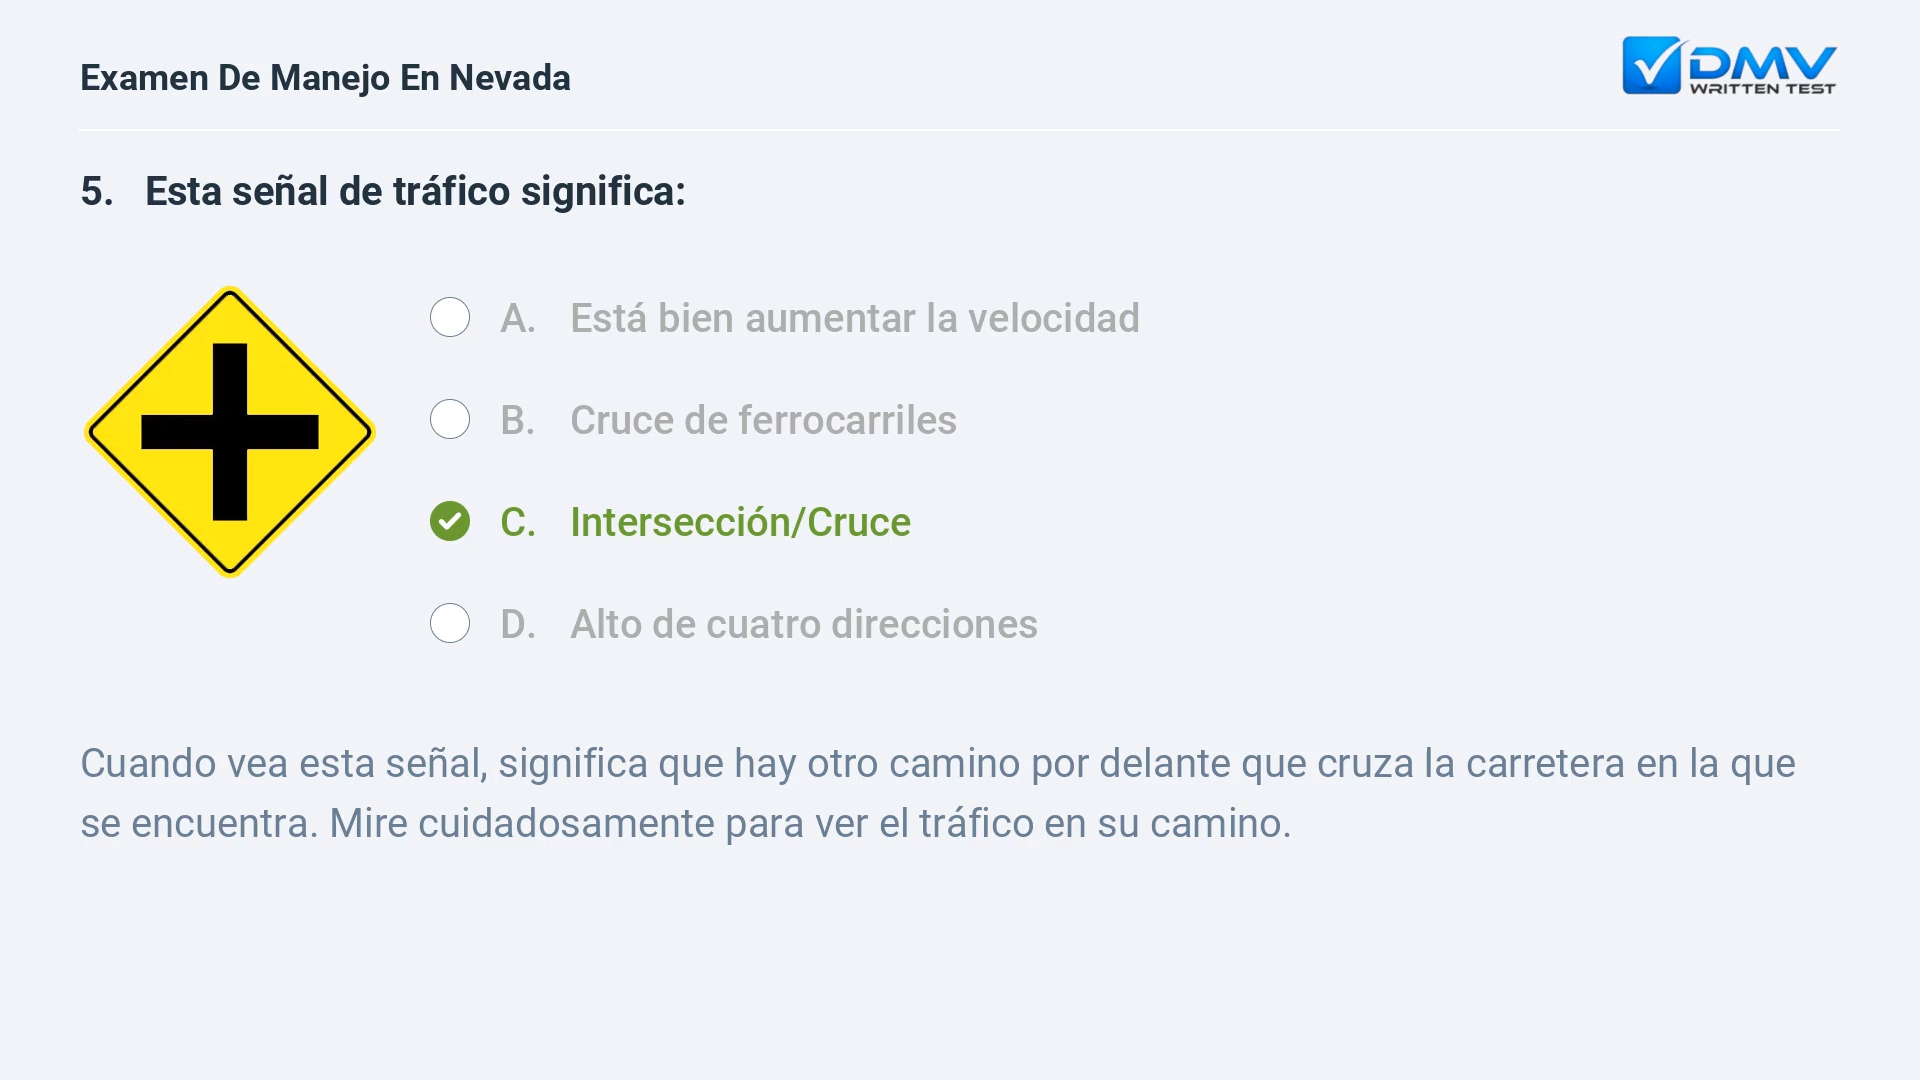 Examen De Manejo En Nevada
DMV
WRITTEN TEST
5. Esta señal de tráfico significa:
A. Está bien aumentar la velocidad
B. Cruce de ferrocarriles
C. Intersección/Cruce
D. Alto de cuatro direcciones
Cuando vea esta señal, significa que hay otro camino por delante que cruza la carretera en la que
se encuentra. Mire cuidadosamente para ver el tráfico en su camino.